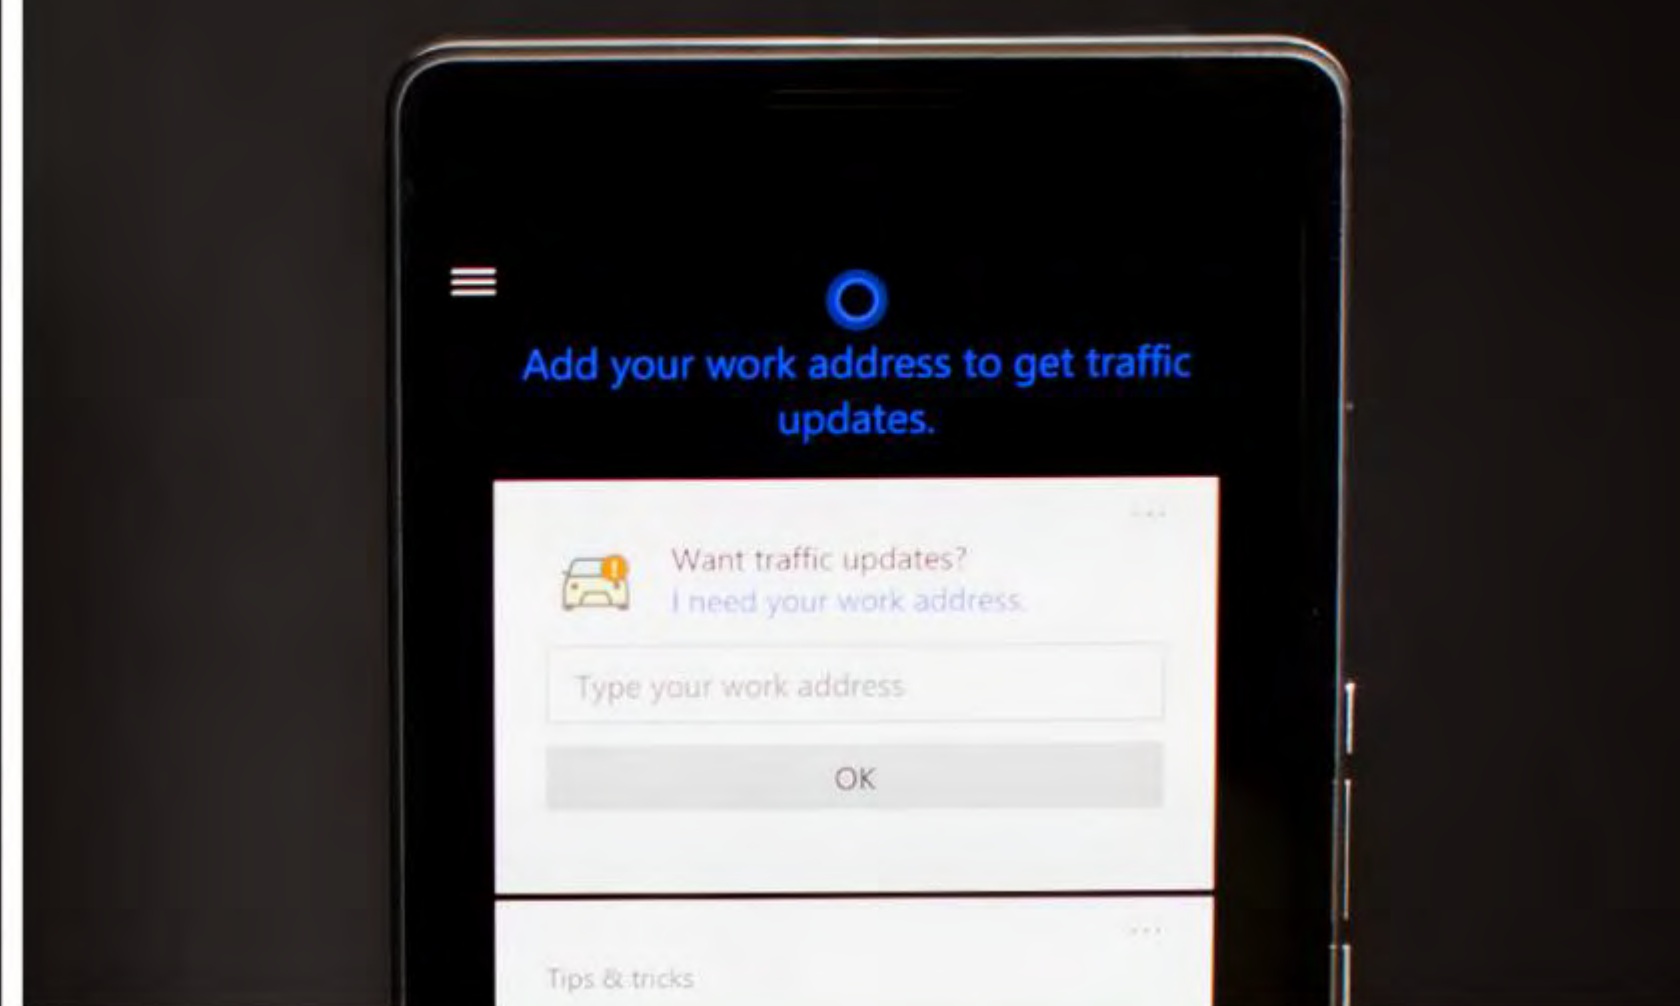 Add your work address to get traffic
updates.
Want traffic updates?
I need your work address.
Type your work address
OK
Tips & tricks